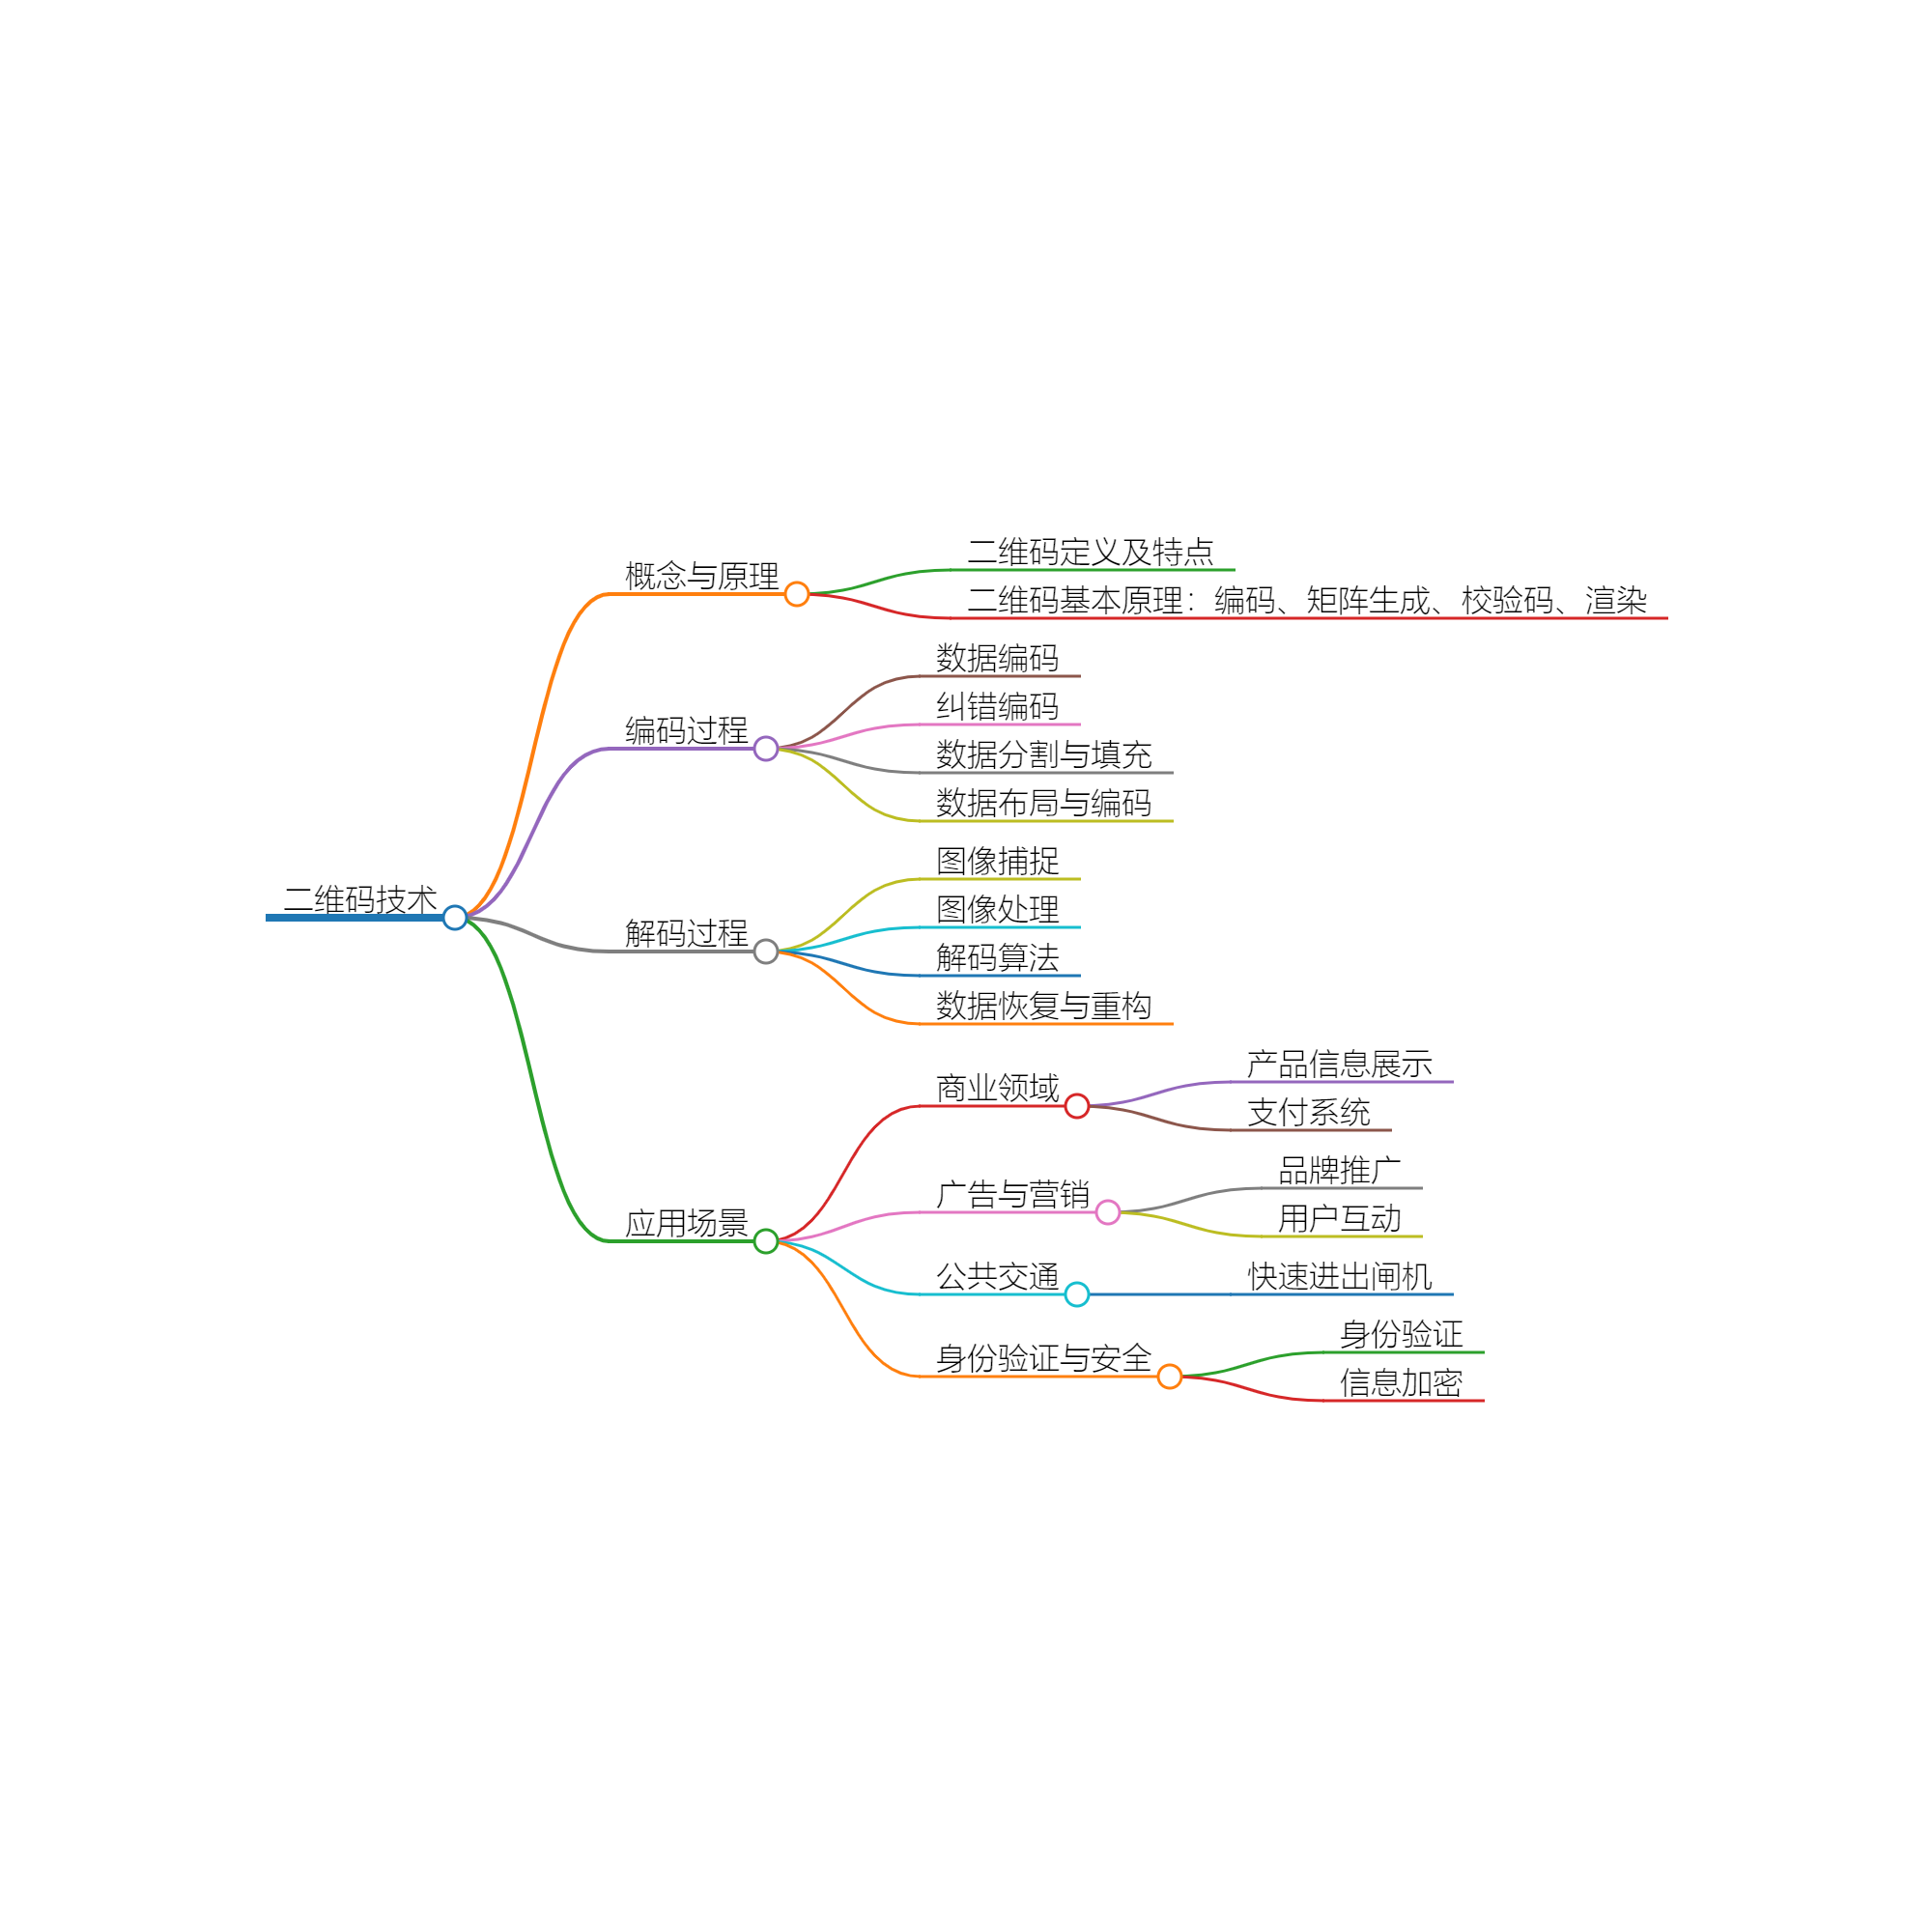 二维码技术
概念与原理
二维码定义及特点
二维码基本原理：编码、矩阵生成、校验码、渲染
编码过程
数据编码
纠错编码
数据分割与填充
数据布局与编码
解码过程
图像捕捉
图像处理
解码算法
数据恢复与重构
应用场景
商业领域
产品信息展示
支付系统
广告与营销
品牌推广
用户互动
公共交通
快速进出闸机
身份验证与安全
身份验证
信息加密